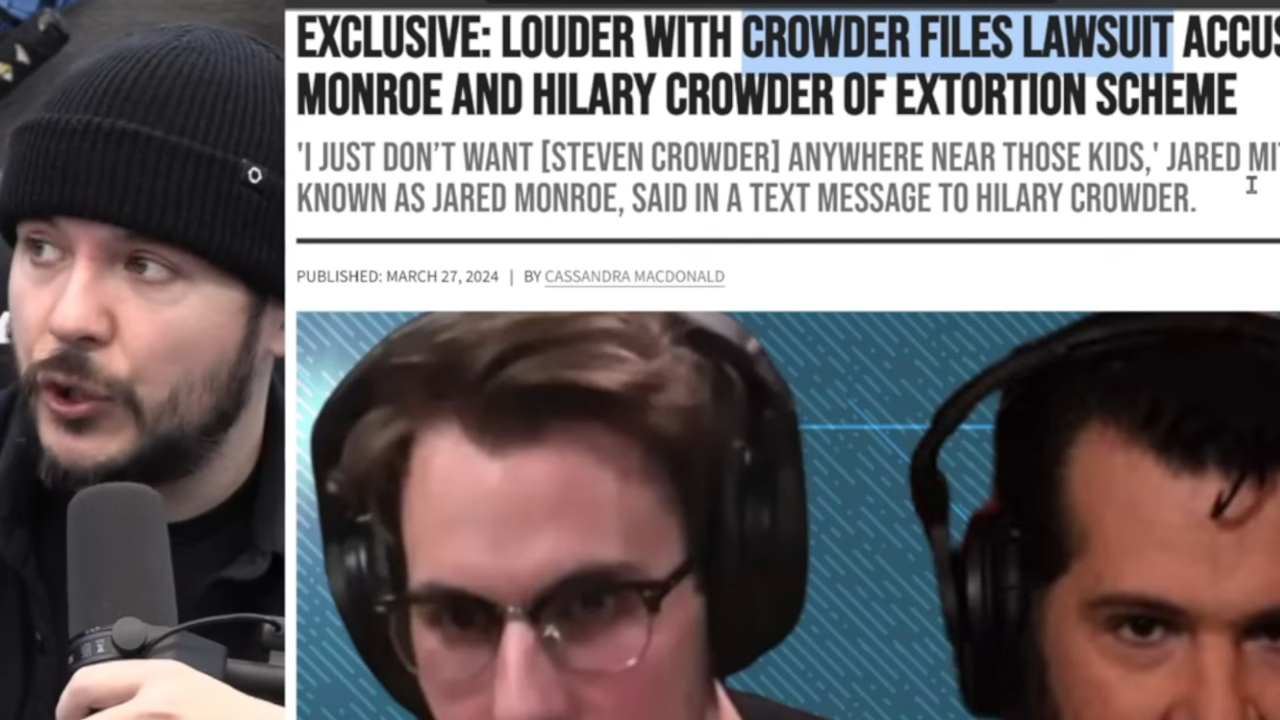 EXCLUSIVE: LOUDER WITH CROWDER FILES LAWSUIT
MONROE AND HILARY CROWDER OF EXTORTION SCHEME
'I JUST DON'T WANT [STEVEN CROWDER] ANYWHERE NEAR THOSE KIDS,' JARED
KNOWN AS JARED MONROE, SAID IN A TEXT MESSAGE TO HILARY CROWDER.
PUBLISHED: MARCH 27, 2024 | BY CASSANDRA MACDONALD